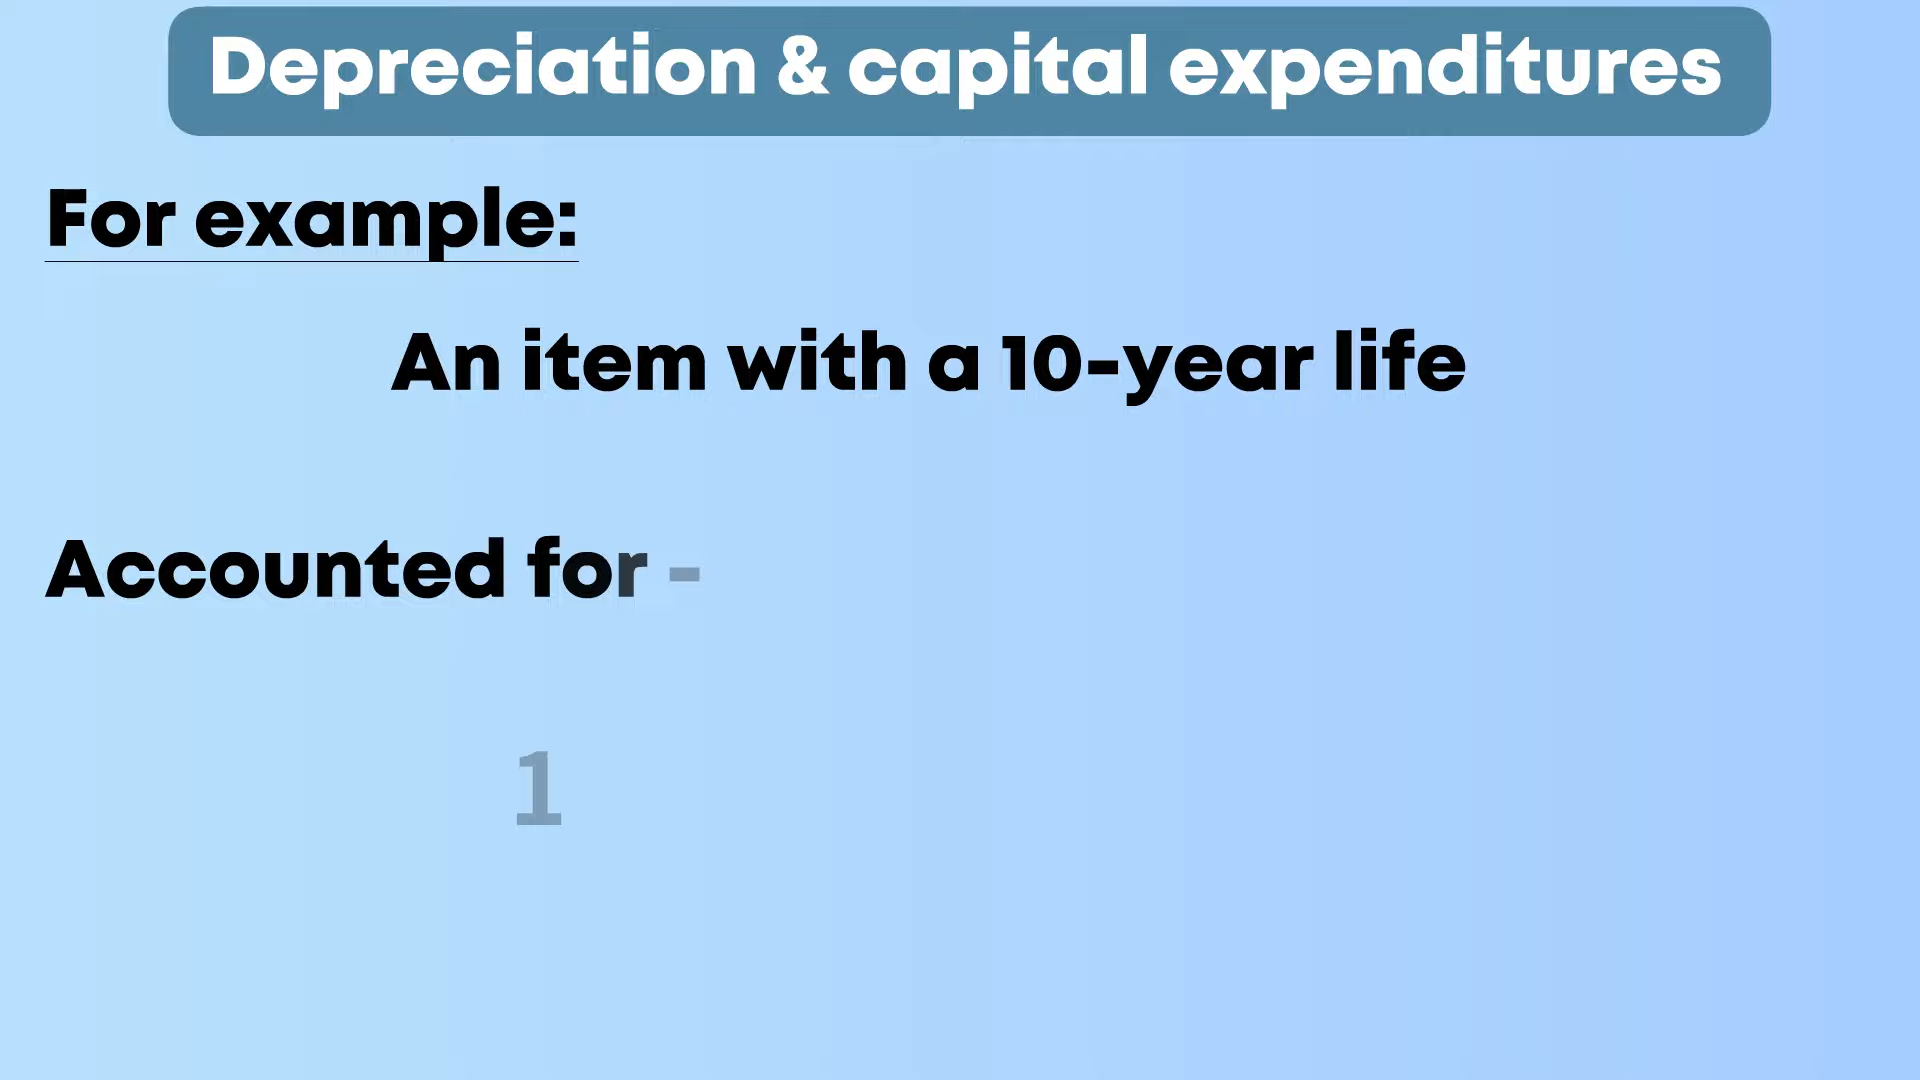 Depreciation & capital expenditures
For example:
An item with a 10-year life
Accounted for -
1